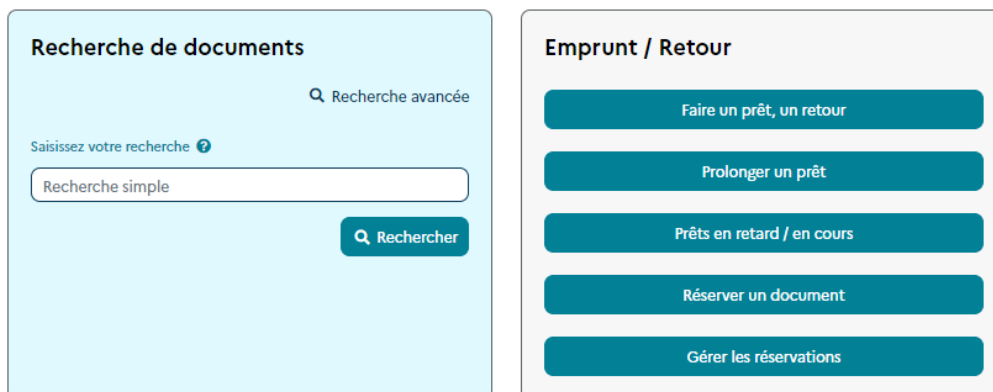 Recherche de documents
Recherche avancée
Saisissez votre recherche
Recherche simple
Rechercher
Emprunt / Retour
Faire un prêt, un retour
Prolonger un prêt
Prêts en retard / en cours
Réserver un document
Gérer les réservations